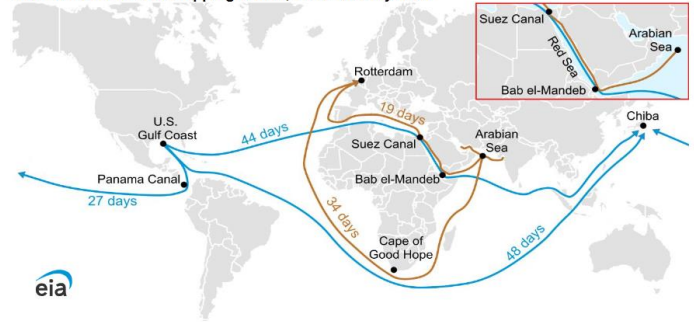 Suez Canal
Arabian
Sea
Red Sea
Bab el-Mandeb
Rotterdam
19 days
U.S.
Gulf Coast
44 days
Suez Canal
Arabian
Sea
Chiba
Panama Canal
Bab el-Mandeb
27 days
34 days
Cape of
Good Hope
48 days
eia